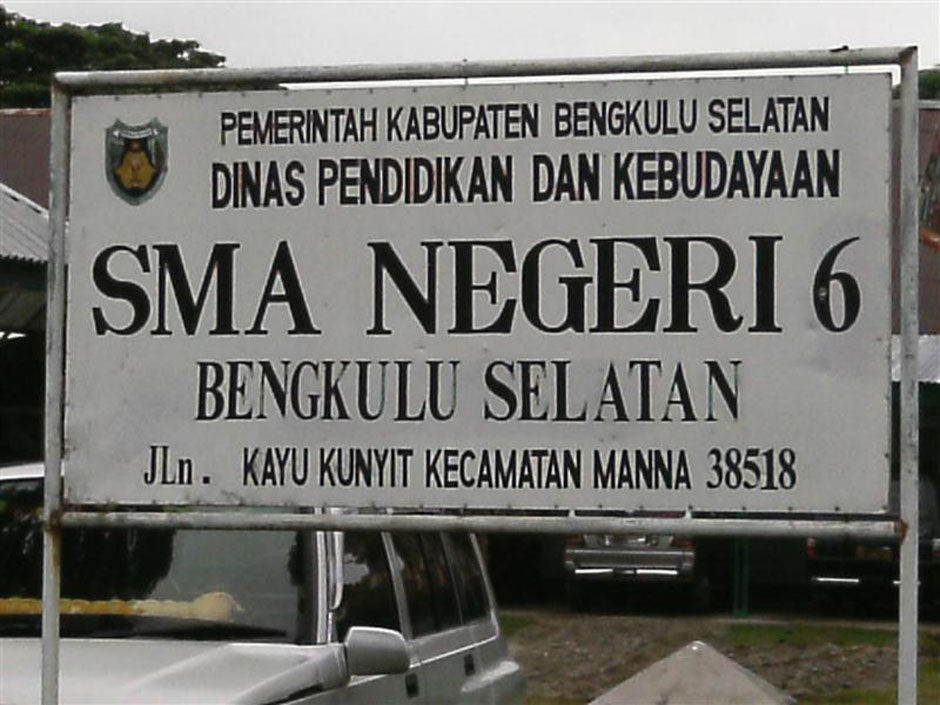 PEMERINTAH KABUPATEN BENGKULU SELATAN
DINAS PENDIDIKAN DAN KEBUDAYAAN
SMA NEGERI 6
BENGKULU SELATAN
JLn. KAYU KUNYIT KECAMATAN MANNA 38518